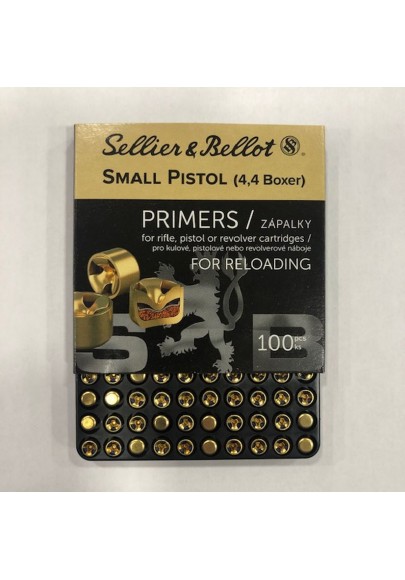 Sellier & Bellot
SMALL PISTOL (4,4 Boxer)
PRIMERS / ZÁPALKY
for rifle, pistol or revolver cartridges /
pro kulové, pistolové nebo revolverové náboje
FOR RELOADING
S B
100 pcs
ks